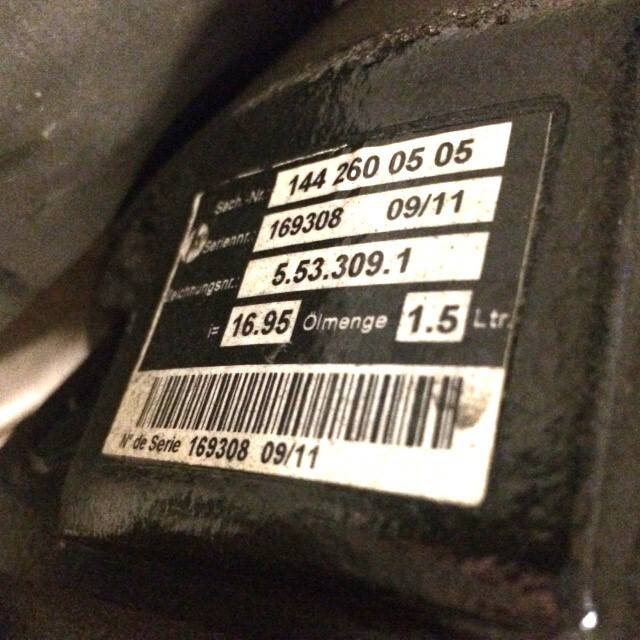 Sach.-Nr. 144 260 05 05
Seriennr. 169308 09/11
5.53.309.1
i= 16.95 Ölmenge 1.5 Ltr.
N° de Serie 169308 09/11